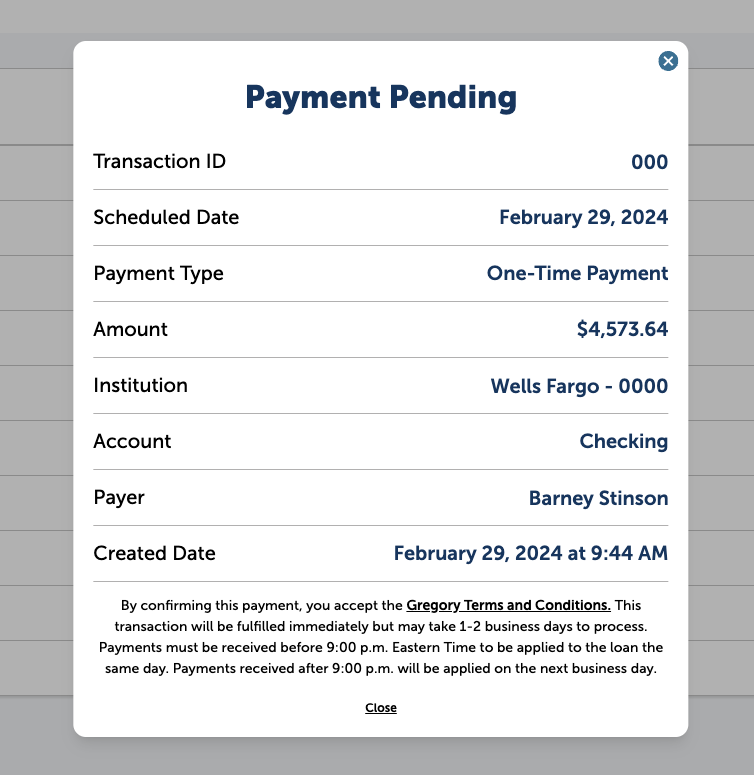 Payment Pending
Transaction ID 000
Scheduled Date February 29, 2024
Payment Type One-Time Payment
Amount $4,573.64
Institution Wells Fargo - 0000
Account Checking
Payer Barney Stinson
Created Date February 29, 2024 at 9:44 AM
By confirming this payment, you accept the Gregory Terms and Conditions. This
transaction will be fulfilled immediately but may take 1-2 business days to process.
Payments must be received before 9:00 p.m. Eastern Time to be applied to the loan the
same day. Payments received after 9:00 p.m. will be applied on the next business day.
Close